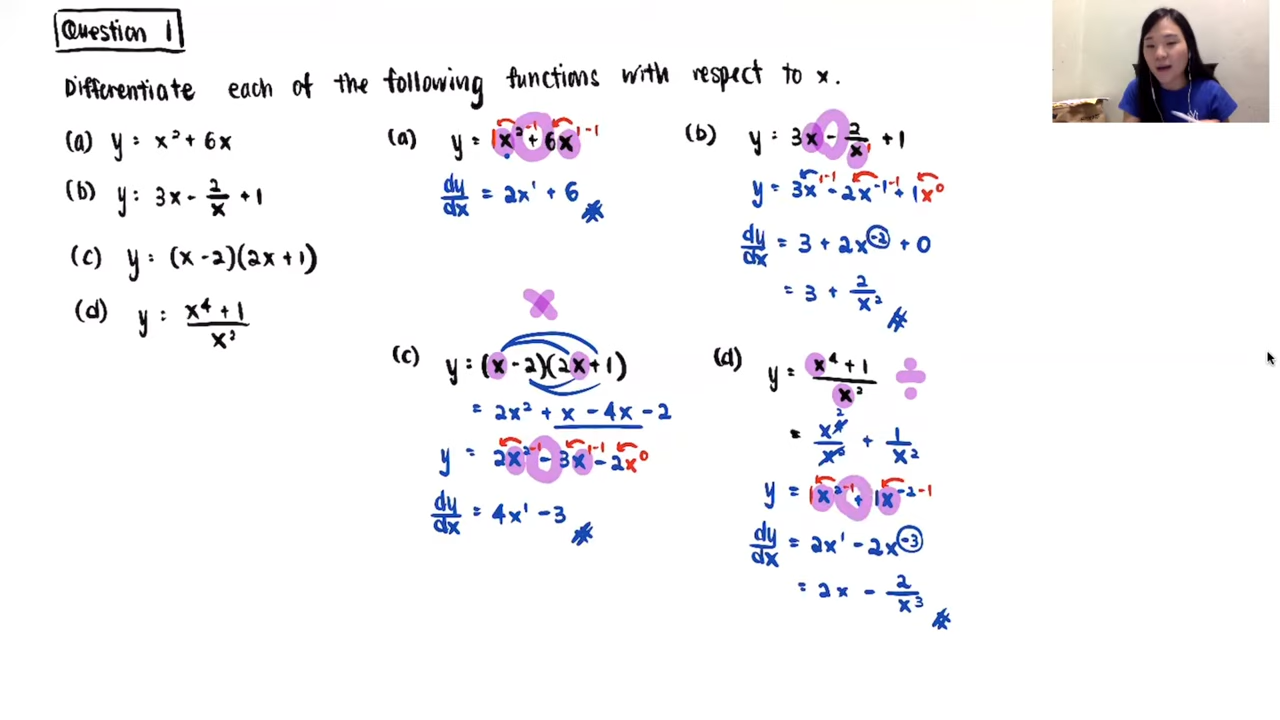 Question 1
Differentiate each of the following functions with respect to x.
(a) y = x² + 6x
(b) y = 3x - 2/x + 1
(c) y = (x - 2)(2x + 1)
(d) y = (x⁴ + 1)/x²
(a) y = 1x²⁻¹ + 6x¹⁻¹
dy/dx = 2x¹ + 6
(b) y = 3x - 2/x¹ + 1
y = 3x¹⁻¹ - 2x⁻¹⁻¹ + 1x⁰
dy/dx = 3 + 2x⁻² + 0
= 3 + 2/x²
×
(c) y = (x - 2)(2x + 1)
= 2x² + x - 4x - 2
y = 2x²⁻¹ - 3x¹⁻¹ - 2x⁰
dy/dx = 4x¹ - 3
(d) y = (x⁴ + 1)/x² ÷
= x⁴/x² + 1/x²
y = 1x²⁻¹ + 1x⁻²⁻¹
dy/dx = 2x¹ - 2x⁻³
= 2x - 2/x³